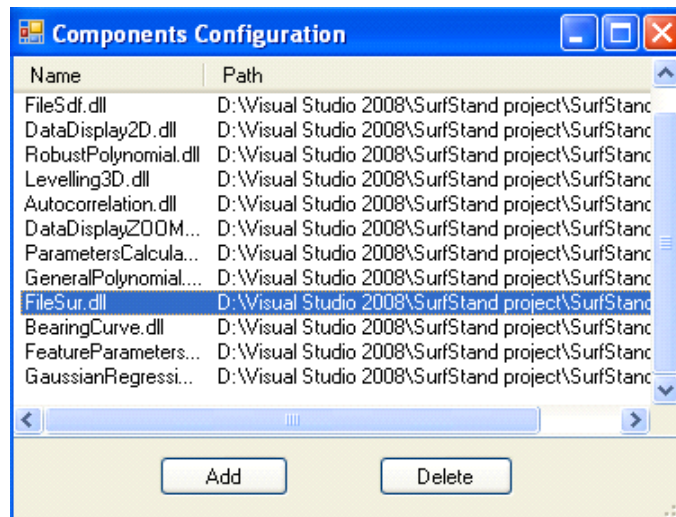 Components Configuration
Name Path
FileSdf.dll D:\Visual Studio 2008\SurfStand project\SurfStand
DataDisplay2D.dll D:\Visual Studio 2008\SurfStand project\SurfStand
RobustPolynomial.dll D:\Visual Studio 2008\SurfStand project\SurfStand
Levelling3D.dll D:\Visual Studio 2008\SurfStand project\SurfStand
Autocorrelation.dll D:\Visual Studio 2008\SurfStand project\SurfStand
DataDisplayZOOM... D:\Visual Studio 2008\SurfStand project\SurfStand
ParametersCalcula... D:\Visual Studio 2008\SurfStand project\SurfStand
GeneralPolynomial.... D:\Visual Studio 2008\SurfStand project\SurfStand
FileSur.dll D:\Visual Studio 2008\SurfStand project\SurfStand
BearingCurve.dll D:\Visual Studio 2008\SurfStand project\SurfStand
FeatureParameters... D:\Visual Studio 2008\SurfStand project\SurfStand
GaussianRegressi... D:\Visual Studio 2008\SurfStand project\SurfStand
Add Delete